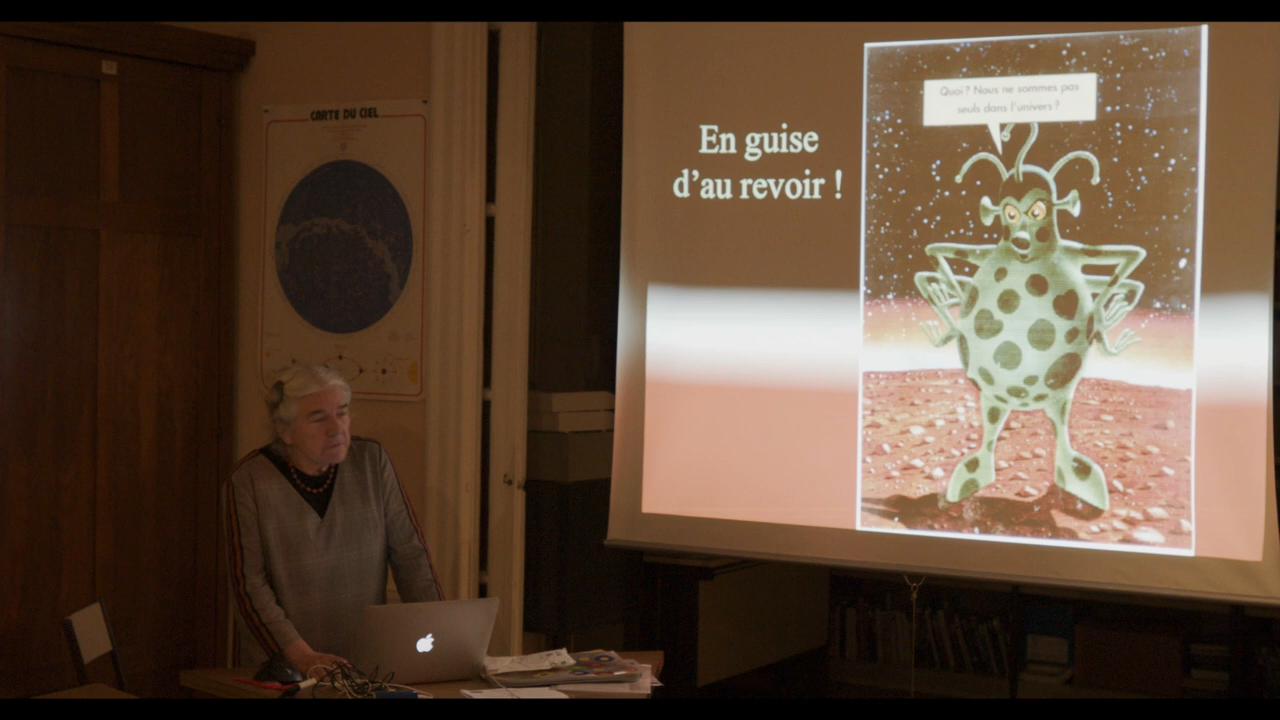 CARTE DU CIEL
En guise
d'au revoir !
Quoi ? Nous ne sommes pas
seuls dans l'univers ?